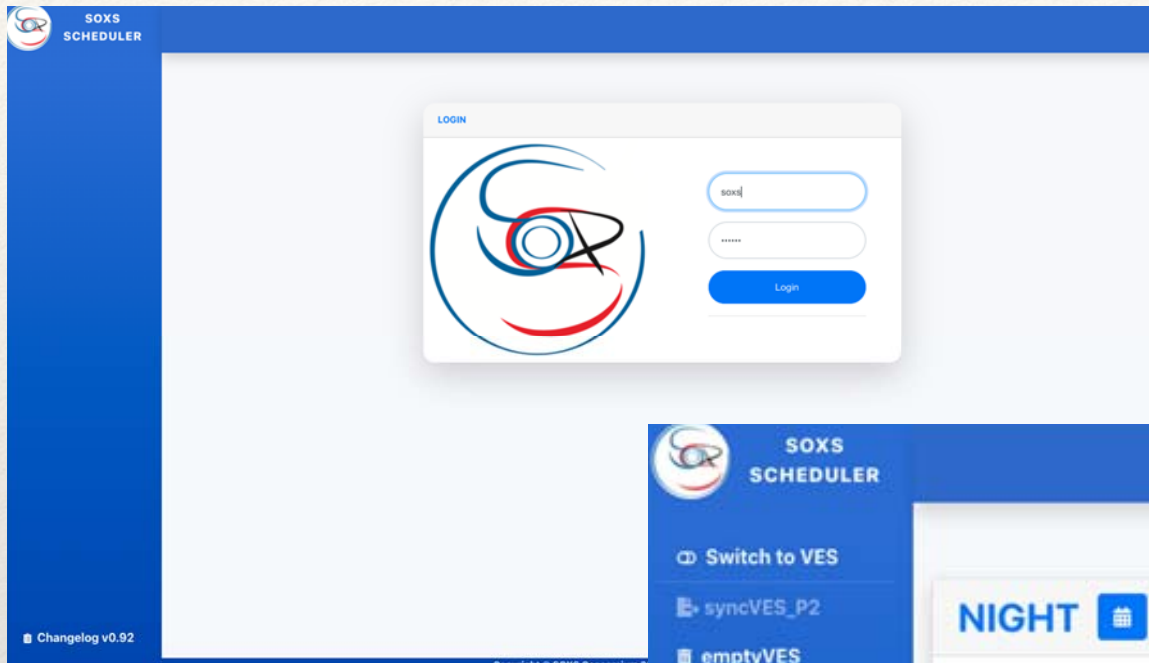 SOXS
SCHEDULER
LOGIN
soxs
••••••
Login
Changelog v0.92
SOXS
SCHEDULER
Switch to VES
syncVES_P2
emptyVES
NIGHT